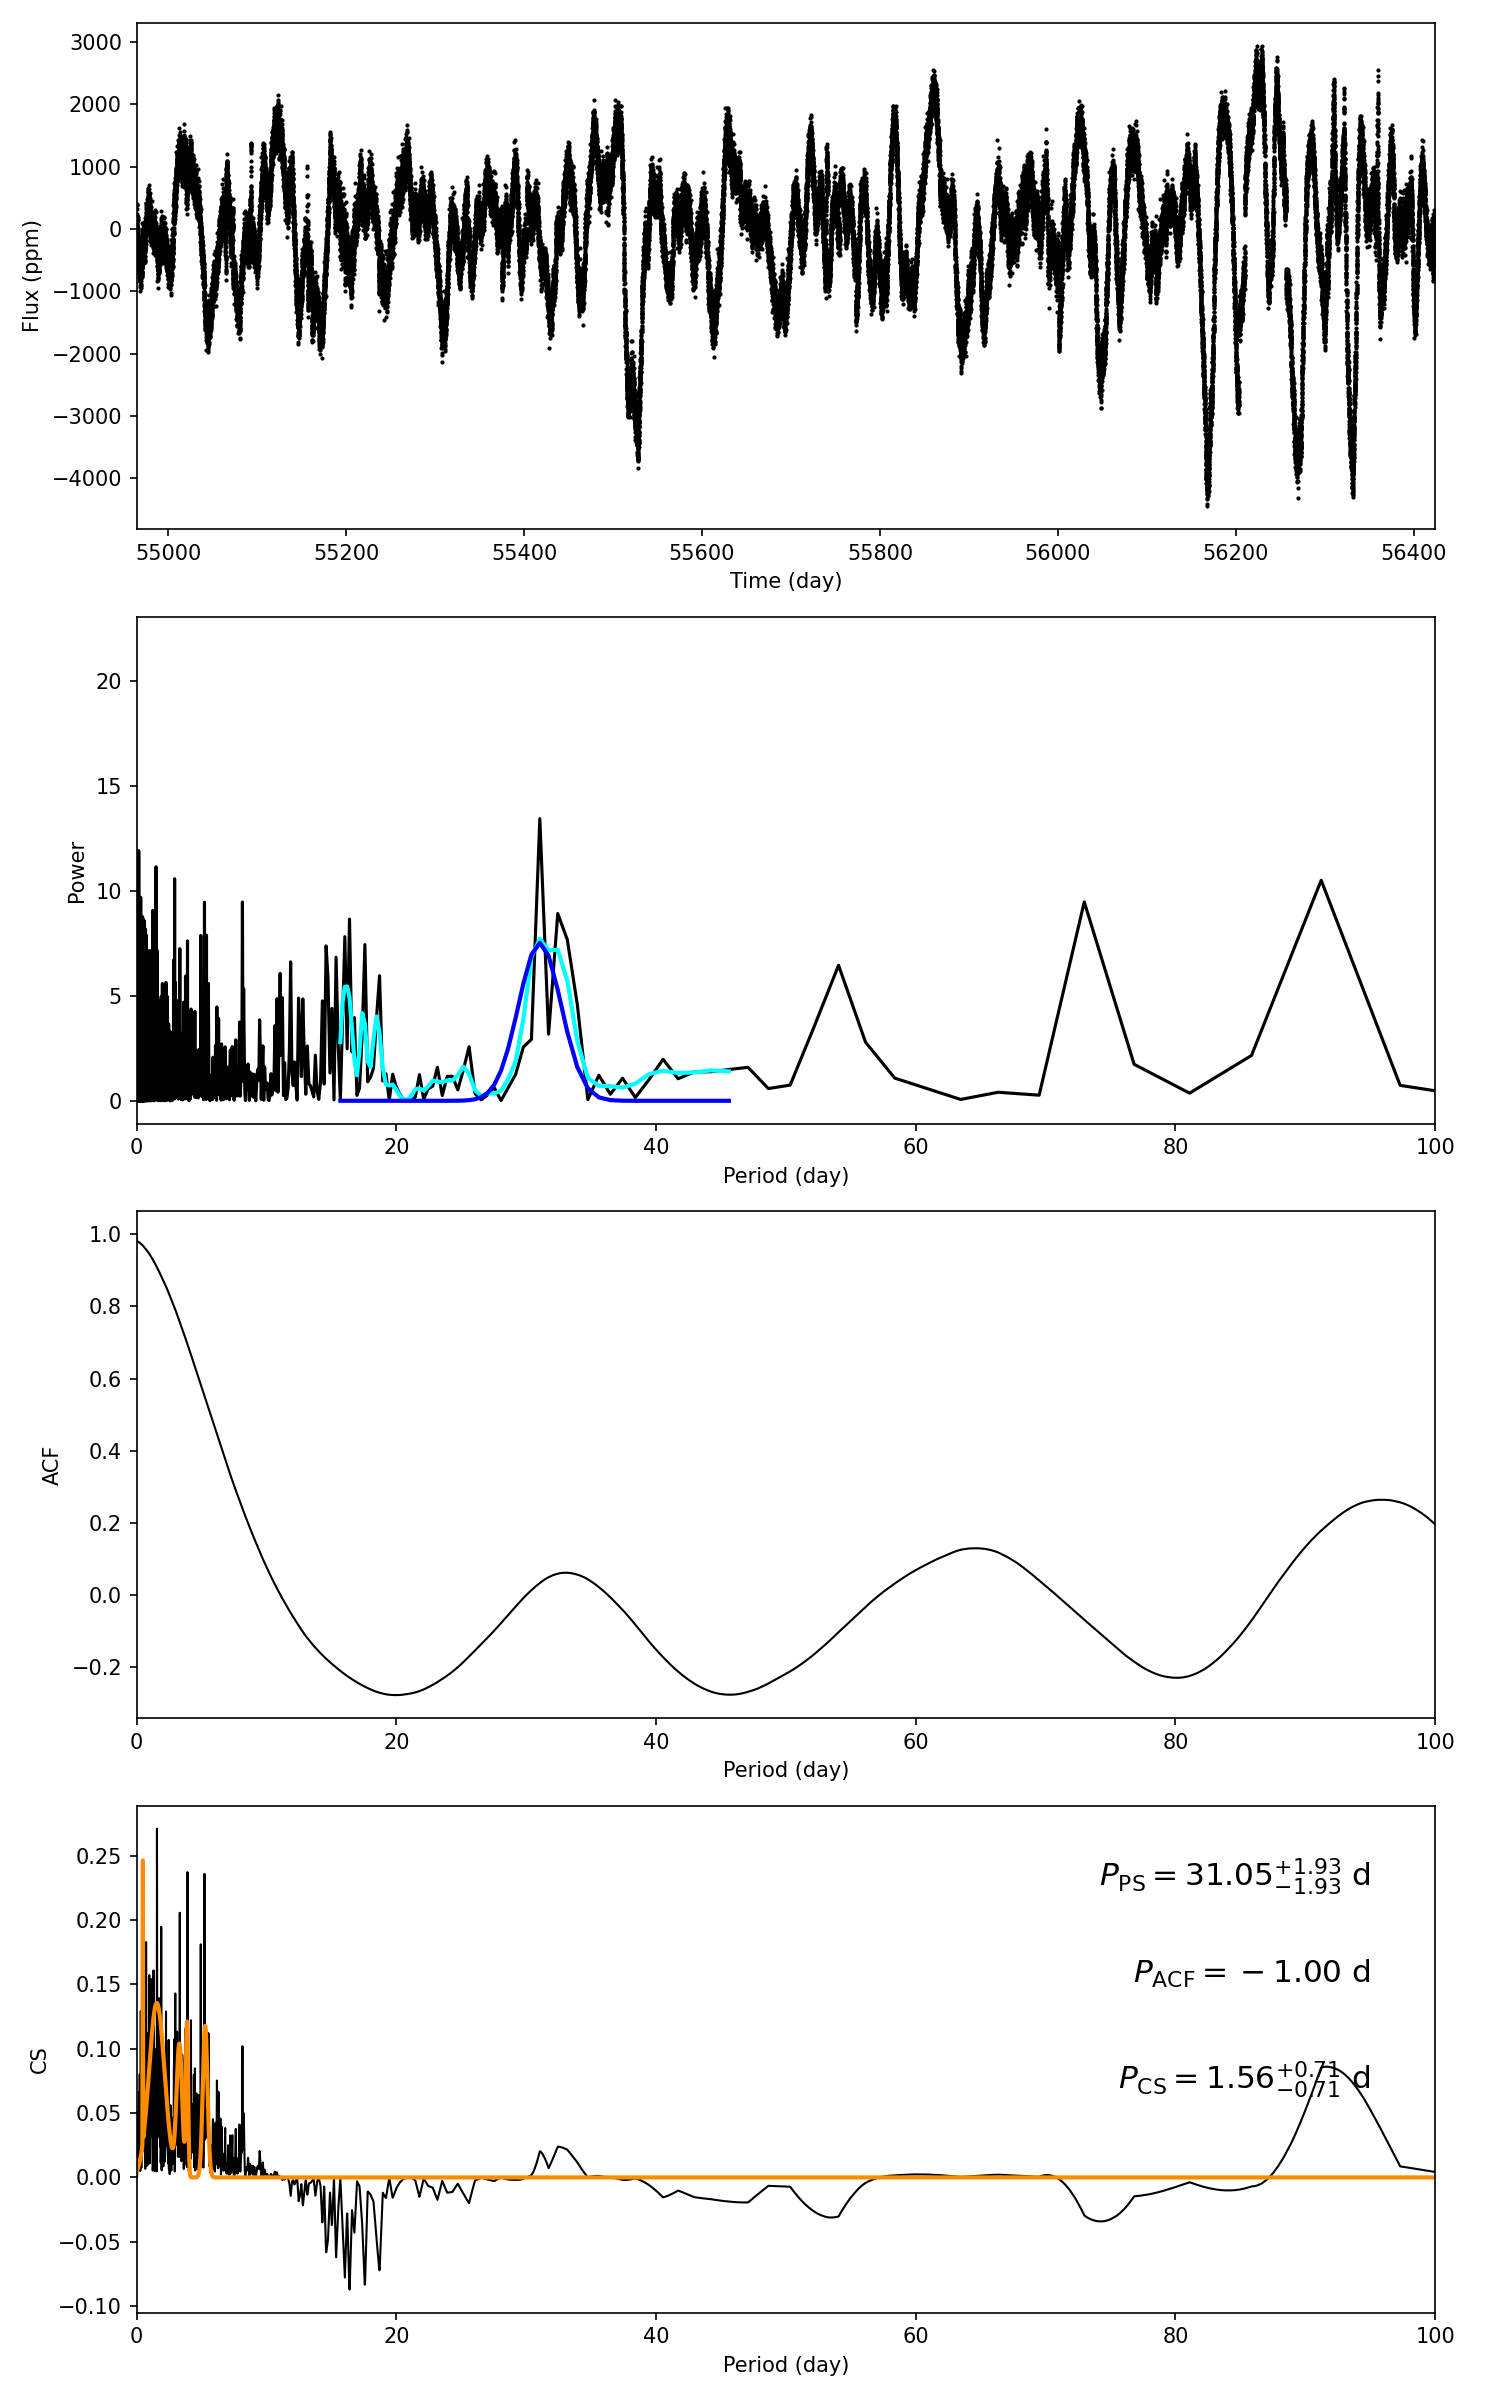 3000
2000
1000
0
−1000
−2000
−3000
−4000
Flux (ppm)
55000 55200 55400 55600 55800 56000 56200 56400
Time (day)
20
15
10
5
0
Power
0 20 40 60 80 100
Period (day)
1.0
0.8
0.6
0.4
0.2
0.0
−0.2
ACF
0 20 40 60 80 100
Period (day)
0.25
0.20
0.15
0.10
0.05
0.00
−0.05
−0.10
CS
P_PS = 31.05^{+1.93}_{−1.93} d
P_ACF = −1.00 d
P_CS = 1.56^{+0.71}_{−0.71} d
0 20 40 60 80 100
Period (day)